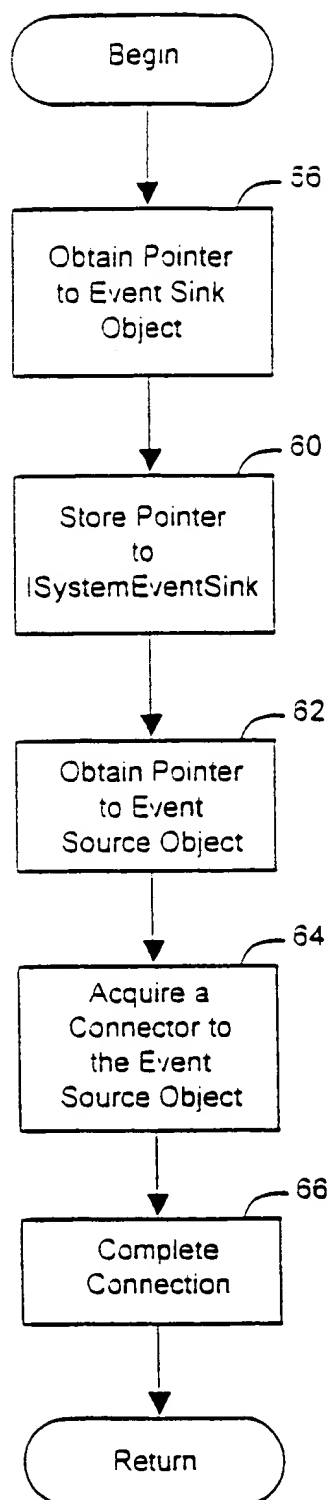 Begin
56
Obtain Pointer
to Event Sink
Object
60
Store Pointer
to
ISystemEventSink
62
Obtain Pointer
to Event
Source Object
64
Acquire a
Connector to
the Event
Source Object
66
Complete
Connection
Return